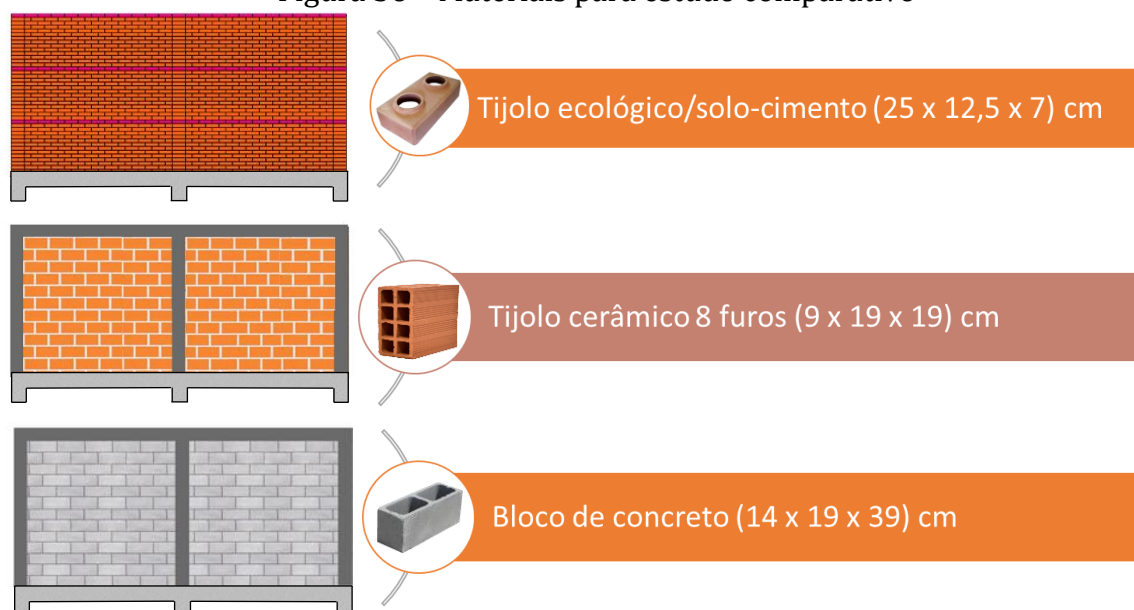 Tijolo ecológico/solo-cimento (25 x 12,5 x 7) cm
Tijolo cerâmico 8 furos (9 x 19 x 19) cm
Bloco de concreto (14 x 19 x 39) cm